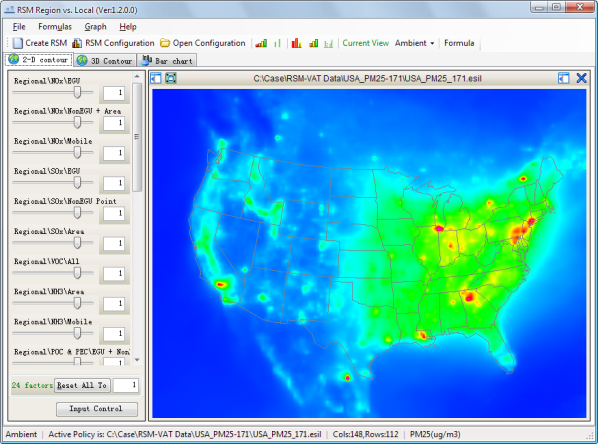 RSM Region vs. Local (Ver:1.2.0.0)
File Formulas Graph Help
Create RSM RSM Configuration Open Configuration Current View Ambient Formula
2-D contour 3D Contour Bar chart
C:\Case\RSM-VAT Data\USA_PM25-171\USA_PM25_171.esil
Regional\NOx\EGU
1
Regional\NOx\NonEGU + Area
1
Regional\NOx\Mobile
1
Regional\SOx\EGU
1
Regional\SOx\NonEGU Point
1
Regional\SOx\Area
1
Regional\VOC\All
1
Regional\NH3\Area
1
Regional\NH3\Mobile
1
Regional\POC & PEC\EGU + Non
24 factors Reset All To 1
Input Control
Ambient Active Policy is: C:\Case\RSM-VAT Data\USA_PM25-171\USA_PM25_171.esil Cols:148,Rows:112 PM25(ug/m3)